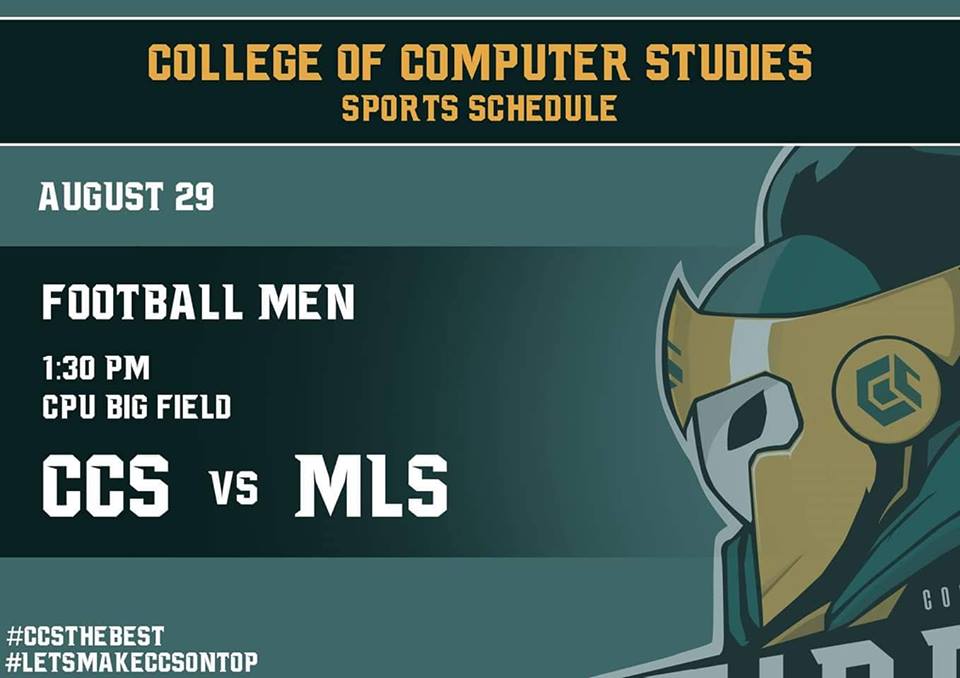 COLLEGE OF COMPUTER STUDIES
SPORTS SCHEDULE
AUGUST 29
FOOTBALL MEN
1:30 PM
CPU BIG FIELD
CCS VS MLS
CCS
#CCSTHEBEST
#LETSMAKECCSONTOP